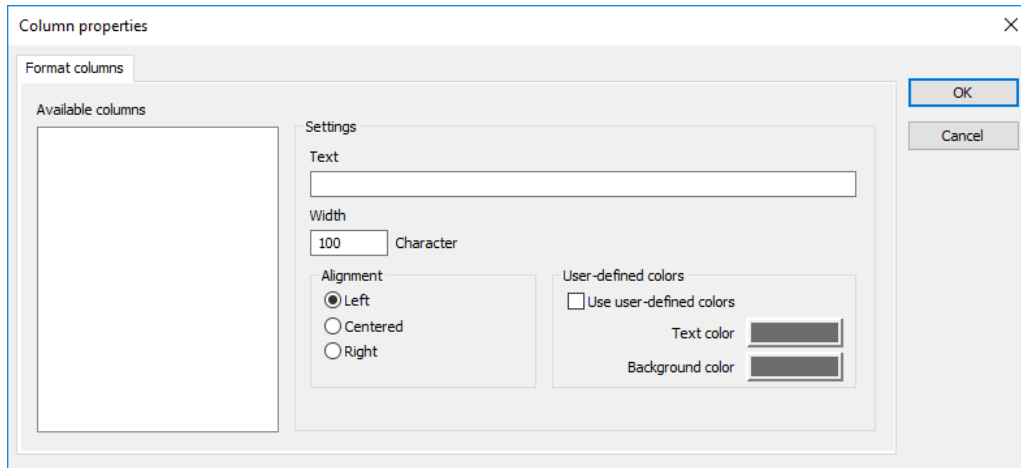 Column properties
Format columns
OK
Cancel
Available columns
Settings
Text
Width
100 Character
Alignment
Left
Centered
Right
User-defined colors
Use user-defined colors
Text color
Background color